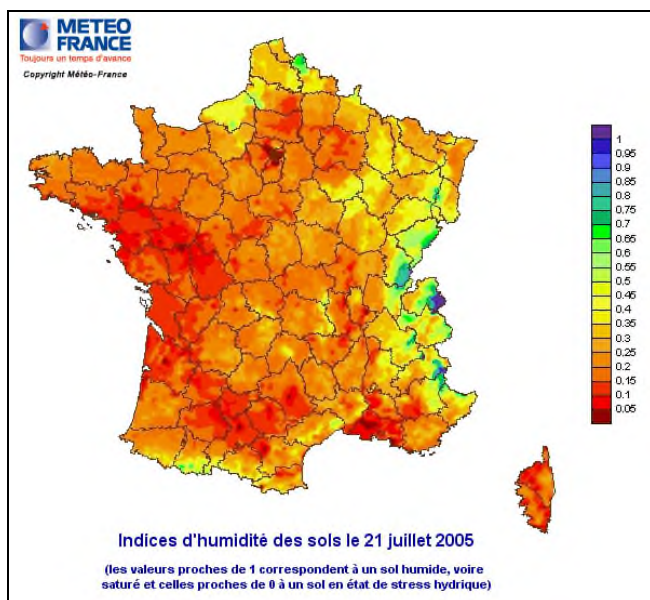 METEO
FRANCE
Toujours un temps d'avance
Copyright Météo-France
1
0.95
0.9
0.85
0.8
0.75
0.7
0.65
0.6
0.55
0.5
0.45
0.4
0.35
0.3
0.25
0.2
0.15
0.1
0.05
Indices d'humidité des sols le 21 juillet 2005
(les valeurs proches de 1 correspondent à un sol humide, voire
saturé et celles proches de 0 à un sol en état de stress hydrique)